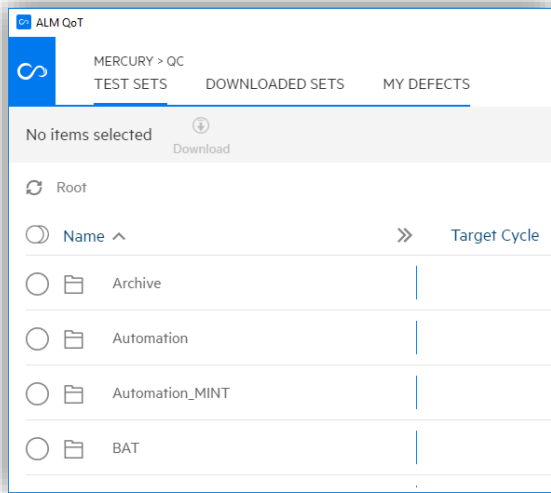 ALM QoT
MERCURY > QC
TEST SETS DOWNLOADED SETS MY DEFECTS
No items selected Download
Root
Name Target Cycle
Archive
Automation
Automation_MINT
BAT